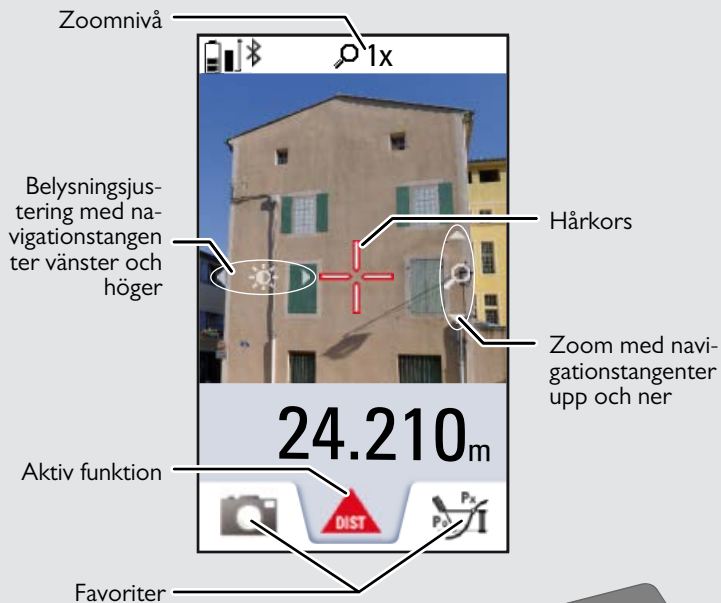 Zoomnivå
1x
Belysningsjus-
tering med na-
vigationstangen
ter vänster och
höger
Hårkors
Zoom med navi-
gationstangenter
upp och ner
24.210m
Aktiv funktion
DIST
Px
Po
Favoriter